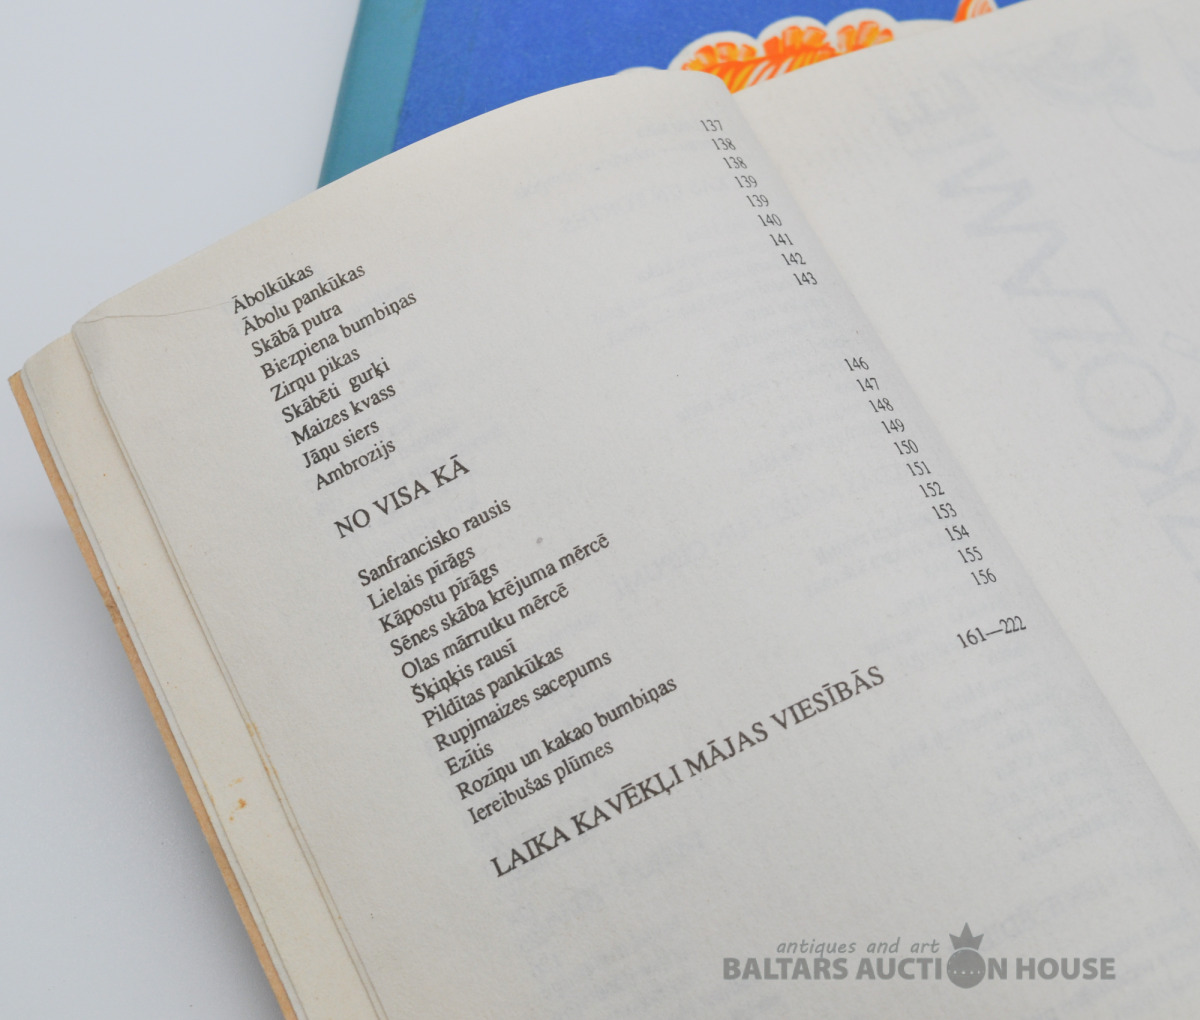 Ābolkūkas 137
Ābolu pankūkas 138
Skābā putra 138
Biezpiena bumbiņas 139
Zirņu pikas 139
Skābēti gurķi 140
Maizes kvass 141
Jāņu siers 142
Ambrozijs 143
NO VISA KĀ
Sanfrancisko rausis 146
Lielais pīrāgs 147
Kāpostu pīrāgs 148
Sēnes skāba krējuma mērcē 149
Olas mārrutku mērcē 150
Šķiņķis rausī 151
Pildītas pankūkas 152
Rupjmaizes sacepums 153
Ezītis 154
Roziņu un kakao bumbiņas 155
Iereibušas plūmes 156
LAIKA KAVĒKĻI MĀJAS VIESĪBĀS 161—222
antiques and art
BALTARS AUCTION HOUSE